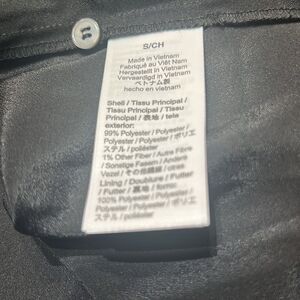 S/CH
Made in Vietnam
Fabriqué au Viêt Nam
Hergestellt in Vietnam
Vervaardigd in Vietnam
ベトナム製
hecho en vietnam
Shell / Tissu Principal /
Tissu Principal / Tissu
Principal / 表地 / tela
exterior:
99% Polyester / Polyester /
Polyester / Polyester / ポリエ
ステル / poliéster
1% Other Fiber / Autre Fibre
/ Sonstige Fasern / Andere
Vezel / その他繊維 / otras
Lining / Doublure / Futter
/ Futter / 裏地 / forro:
100% Polyester / Polyester /
Polyester / Polyester / ポリエ
ステル / poliéster